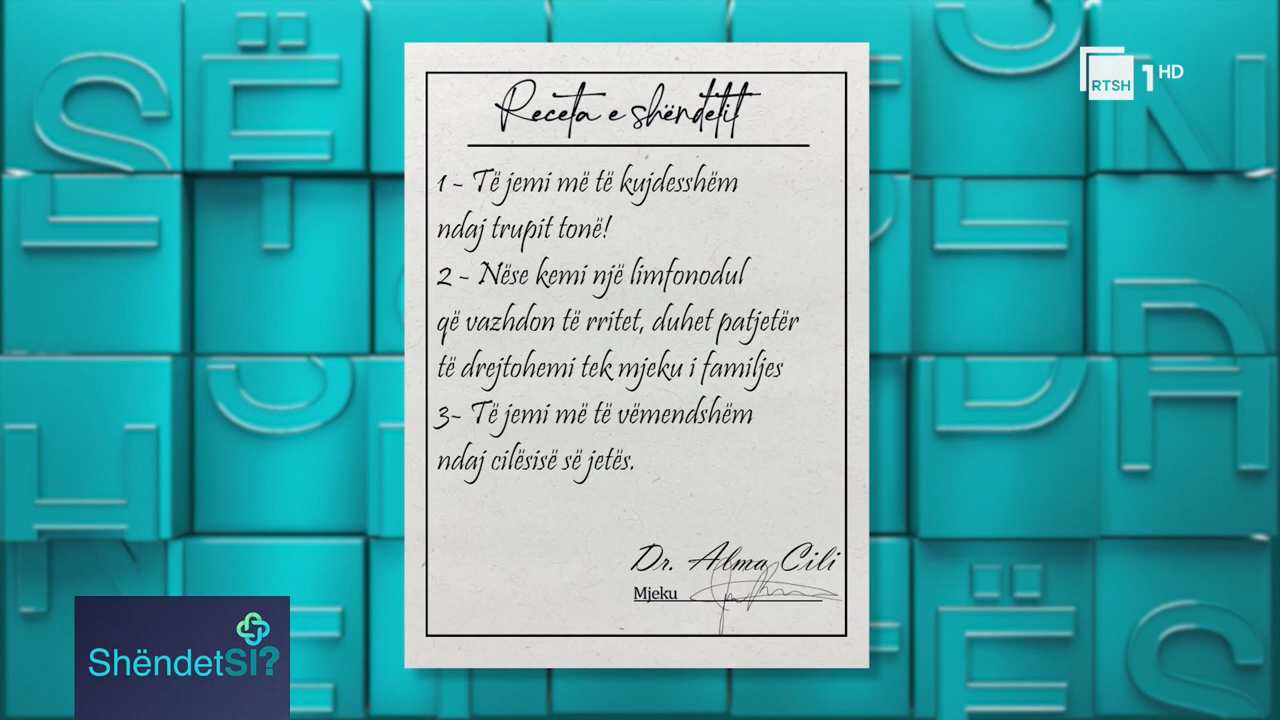 RTSH 1 HD
Receta e shëndetit
1 - Të jemi më të kujdesshëm
ndaj trupit tonë!
2 - Nëse kemi një limfonodul
që vazhdon të rritet, duhet patjetër
të drejtohemi tek mjeku i familjes
3- Të jemi më të vëmendshëm
ndaj cilësisë së jetës.
Dr. Alma Cili
Mjeku
ShëndetSI?